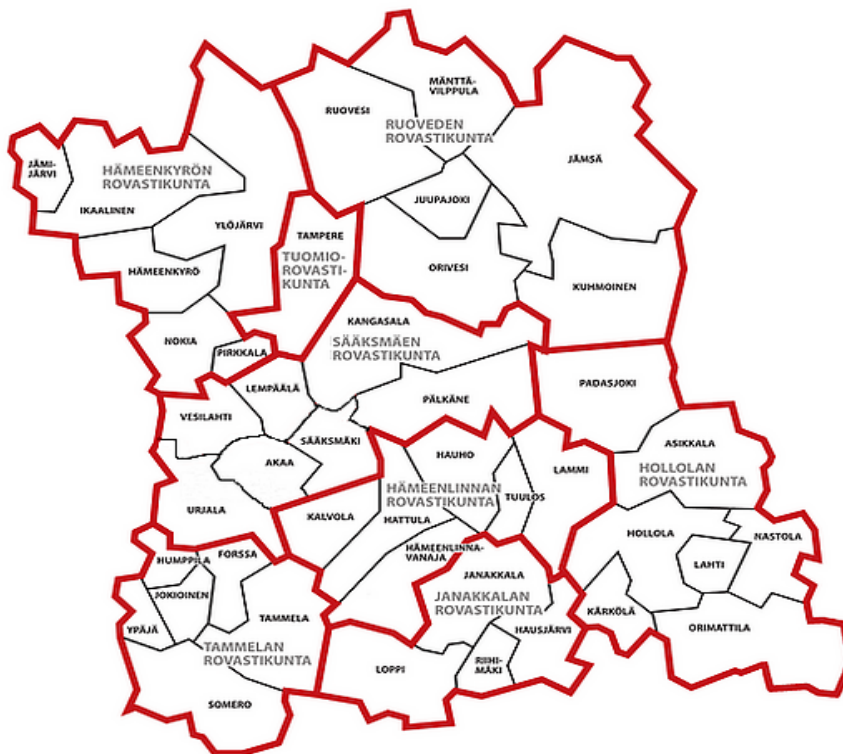 MÄNTTÄ-
VILPPULA
RUOVESI
RUOVEDEN
ROVASTIKUNTA
JÄMSÄ
JÄMI-
JÄRVI
HÄMEENKYRÖN
ROVASTIKUNTA
IKAALINEN
YLÖJÄRVI
JUUPAJOKI
TAMPERE
TUOMIO-
ROVASTI-
KUNTA
HÄMEENKYRÖ
ORIVESI
KUHMOINEN
KANGASALA
SÄÄKSMÄEN
ROVASTIKUNTA
NOKIA
PIRKKALA
LEMPÄÄLÄ
PADASJOKI
PÄLKÄNE
VESILAHTI
SÄÄKSMÄKI
ASIKKALA
HAUHO
AKAA
LAMMI
HOLLOLAN
ROVASTIKUNTA
HÄMEENLINNAN
ROVASTIKUNTA
TUULOS
URJALA
KALVOLA
HATTULA
HOLLOLA
NASTOLA
HÄMEENLINNA-
VANAJA
FORSSA
HUMPPILA
LAHTI
JANAKKALA
JOKIOINEN
JANAKKALAN
ROVASTIKUNTA
KÄRKÖLÄ
TAMMELA
YPÄJÄ
HAUSJÄRVI
ORIMATTILA
TAMMELAN
ROVASTIKUNTA
LOPPI
RIIHI-
MÄKI
SOMERO